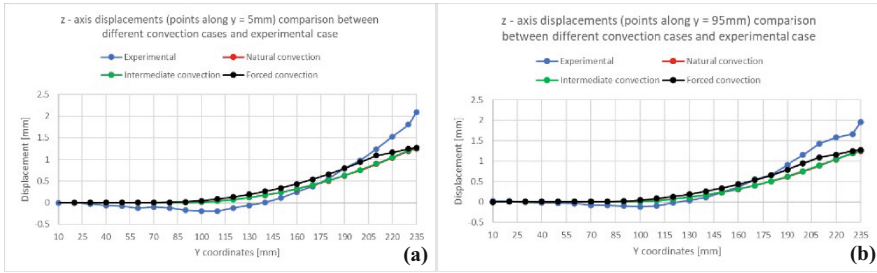 z - axis displacements (points along y = 5mm) comparison between
different convection cases and experimental case
Experimental
Natural convection
Intermediate convection
Forced convection
2.5
2
1.5
1
0.5
0
-0.5
Displacement [mm]
10 25 40 55 70 85 100 115 130 145 160 175 190 205 220 235
Y coordinates [mm]
(a)
z - axis displacements (points along y = 95mm) comparison
between different convection cases and experimental case
Experimental
Natural convection
Intermediate convection
Forced convection
2.5
2
1.5
1
0.5
0
-0.5
Displacement [mm]
10 25 40 55 70 85 100 115 130 145 160 175 190 205 220 235
Y coordinates [mm]
(b)